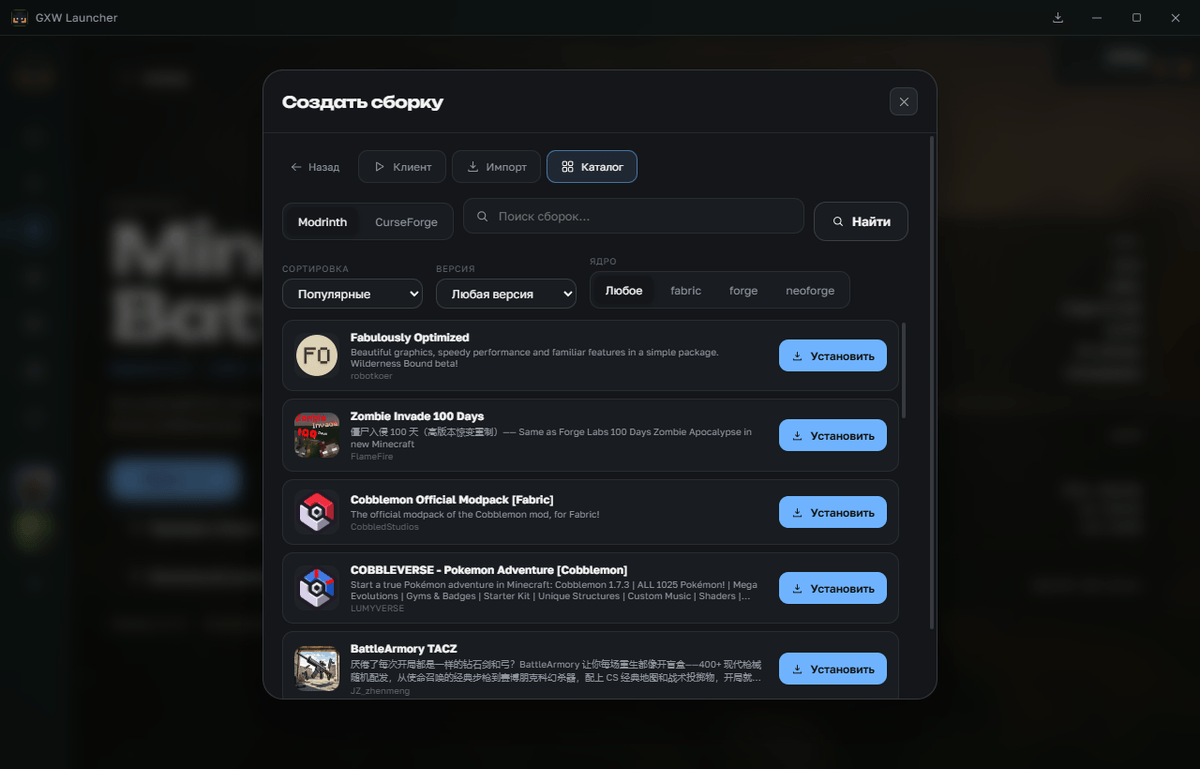 GXW Launcher
Создать сборку
Назад
Клиент
Импорт
Каталог
Modrinth
CurseForge
Поиск сборок...
Найти
СОРТИРОВКА
ВЕРСИЯ
ЯДРО
Популярные
Любая версия
Любое
fabric
forge
neoforge
FO
Fabulously Optimized
Beautiful graphics, speedy performance and familiar features in a simple package.
Wilderness Bound beta!
robotkoer
Установить
Zombie Invade 100 Days
僵尸入侵 100 天（高版本惊变重制）—— Same as Forge Labs 100 Days Zombie Apocalypse in
new Minecraft
FlameFire
Установить
Cobblemon Official Modpack [Fabric]
The official modpack of the Cobblemon mod, for Fabric!
CobbledStudios
Установить
COBBLEVERSE - Pokemon Adventure [Cobblemon]
Start a true Pokémon adventure in Minecraft: Cobblemon 1.7.3 | ALL 1025 Pokémon! | Mega
Evolutions | Gyms & Badges | Starter Kit | Unique Structures | Custom Music | Shaders |...
LUMYVERSE
Установить
BattleArmory TACZ
厌倦了每次开局都是一样的钻石剑和弓？BattleArmory 让你每场重生都像开盲盒——400+ 现代枪械
随机配发，从使命召唤的经典步枪到赛博朋克科幻杀器，配上 CS 经典地图和战术投掷物，开局就...
JZ_zhenmeng
Установить